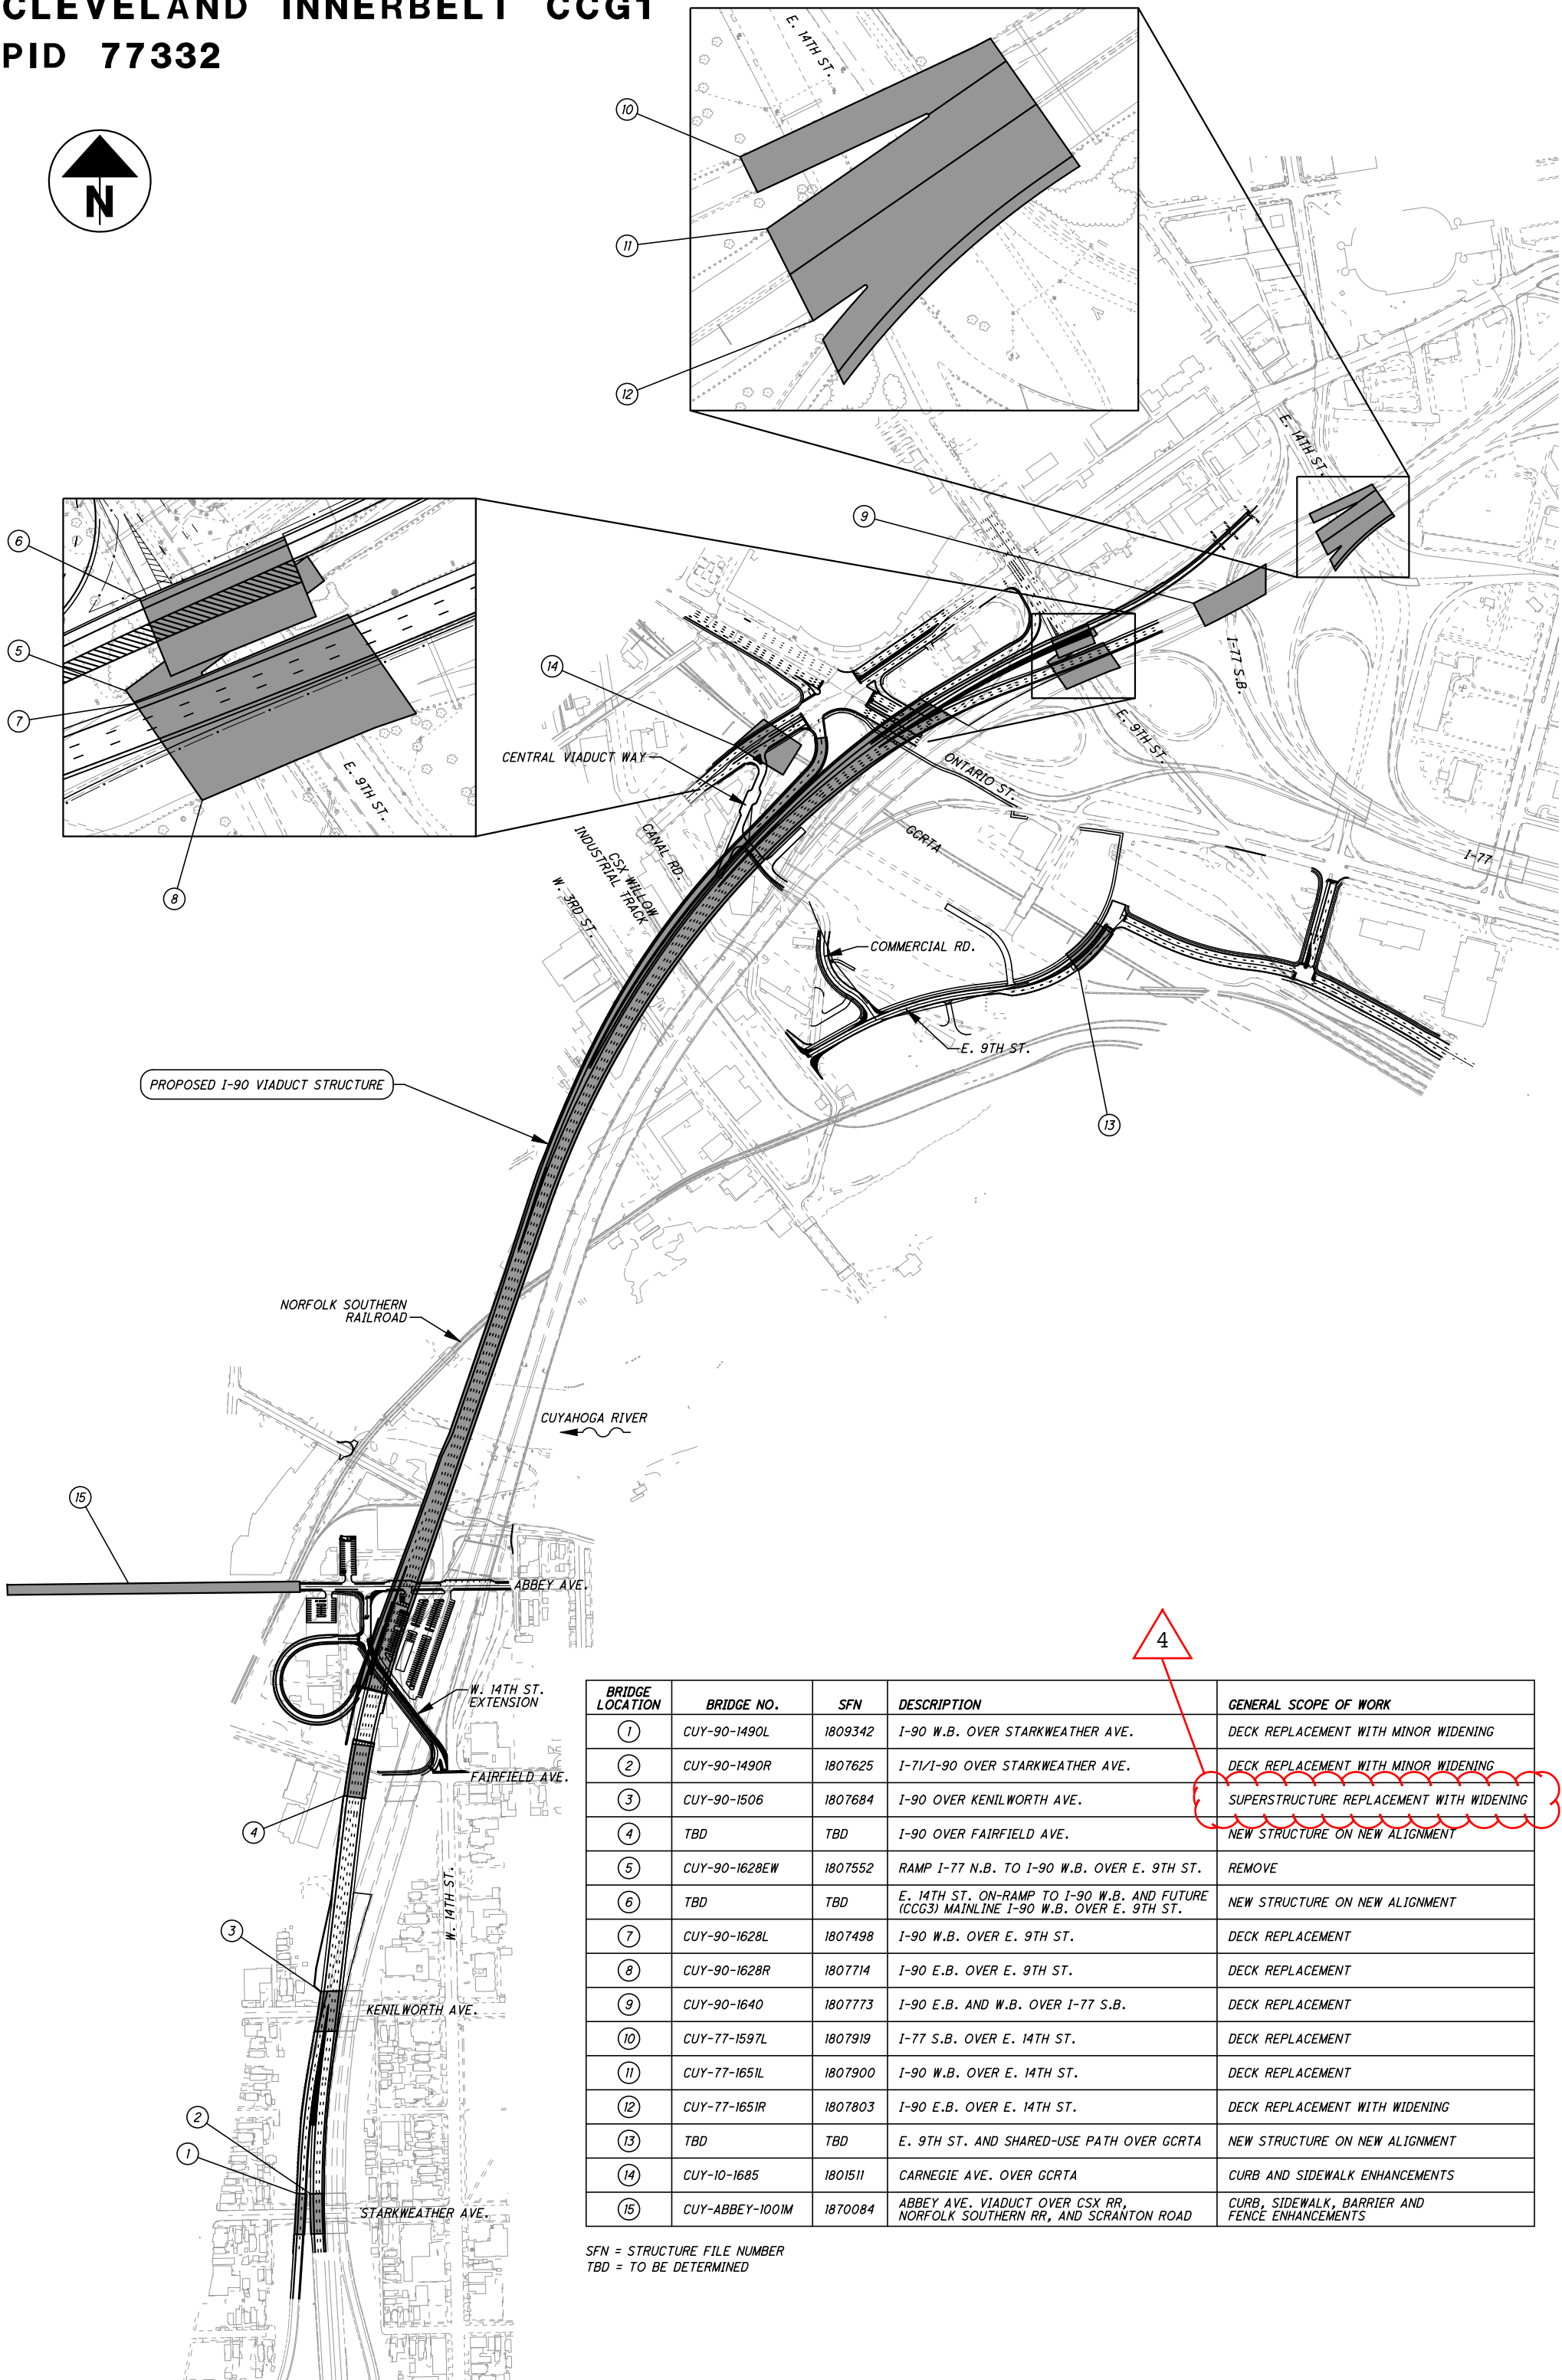 CLEVELAND INNERBELT CCG1
PID 77332
N
E. 14TH ST.
10
11
12
6
5
7
8
E. 9TH ST.
9
E. 14TH ST.
I-77 S.B.
14
CENTRAL VIADUCT WAY
E. 9TH ST.
ONTARIO ST.
GCRTA
I-77
CANAL RD.
CSX WILLOW
INDUSTRIAL TRACK
W. 3RD ST.
COMMERCIAL RD.
E. 9TH ST.
13
PROPOSED I-90 VIADUCT STRUCTURE
NORFOLK SOUTHERN
RAILROAD
CUYAHOGA RIVER
15
ABBEY AVE.
W. 14TH ST.
EXTENSION
FAIRFIELD AVE.
4
W. 14TH ST.
3
KENILWORTH AVE.
2
1
STARKWEATHER AVE.
4
BRIDGE LOCATION BRIDGE NO. SFN DESCRIPTION GENERAL SCOPE OF WORK
1 CUY-90-1490L 1809342 I-90 W.B. OVER STARKWEATHER AVE. DECK REPLACEMENT WITH MINOR WIDENING
2 CUY-90-1490R 1807625 I-71/I-90 OVER STARKWEATHER AVE. DECK REPLACEMENT WITH MINOR WIDENING
3 CUY-90-1506 1807684 I-90 OVER KENILWORTH AVE. SUPERSTRUCTURE REPLACEMENT WITH WIDENING
4 TBD TBD I-90 OVER FAIRFIELD AVE. NEW STRUCTURE ON NEW ALIGNMENT
5 CUY-90-1628EW 1807552 RAMP I-77 N.B. TO I-90 W.B. OVER E. 9TH ST. REMOVE
6 TBD TBD E. 14TH ST. ON-RAMP TO I-90 W.B. AND FUTURE (CCG3) MAINLINE I-90 W.B. OVER E. 9TH ST. NEW STRUCTURE ON NEW ALIGNMENT
7 CUY-90-1628L 1807498 I-90 W.B. OVER E. 9TH ST. DECK REPLACEMENT
8 CUY-90-1628R 1807714 I-90 E.B. OVER E. 9TH ST. DECK REPLACEMENT
9 CUY-90-1640 1807773 I-90 E.B. AND W.B. OVER I-77 S.B. DECK REPLACEMENT
10 CUY-77-1597L 1807919 I-77 S.B. OVER E. 14TH ST. DECK REPLACEMENT
11 CUY-77-1651L 1807900 I-90 W.B. OVER E. 14TH ST. DECK REPLACEMENT
12 CUY-77-1651R 1807803 I-90 E.B. OVER E. 14TH ST. DECK REPLACEMENT WITH WIDENING
13 TBD TBD E. 9TH ST. AND SHARED-USE PATH OVER GCRTA NEW STRUCTURE ON NEW ALIGNMENT
14 CUY-10-1685 1801511 CARNEGIE AVE. OVER GCRTA CURB AND SIDEWALK ENHANCEMENTS
15 CUY-ABBEY-1001M 1870084 ABBEY AVE. VIADUCT OVER CSX RR, NORFOLK SOUTHERN RR, AND SCRANTON ROAD CURB, SIDEWALK, BARRIER AND FENCE ENHANCEMENTS
SFN = STRUCTURE FILE NUMBER
TBD = TO BE DETERMINED